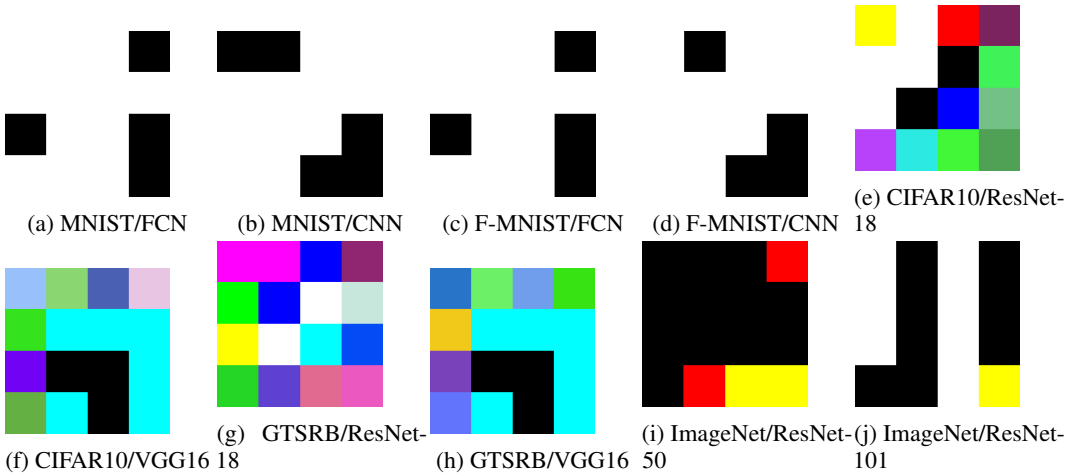 (a) MNIST/FCN
(b) MNIST/CNN
(c) F-MNIST/FCN
(d) F-MNIST/CNN
(e) CIFAR10/ResNet-
18
(f) CIFAR10/VGG16
(g) GTSRB/ResNet-
18
(h) GTSRB/VGG16
(i) ImageNet/ResNet-
50
(j) ImageNet/ResNet-
101